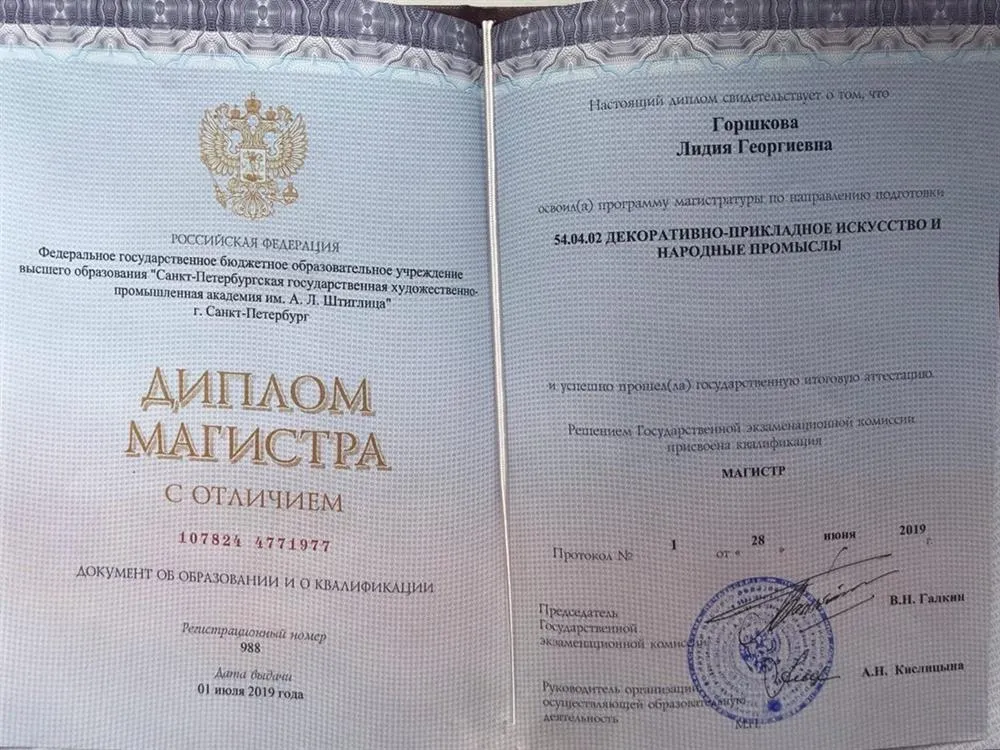 РОССИЙСКАЯ ФЕДЕРАЦИЯ
Федеральное государственное бюджетное образовательное учреждение
высшего образования "Санкт-Петербургская государственная художественно-
промышленная академия им. А. Л. Штиглица"
г. Санкт-Петербург
ДИПЛОМ
МАГИСТРА
С ОТЛИЧИЕМ
107824 4771977
ДОКУМЕНТ ОБ ОБРАЗОВАНИИ И О КВАЛИФИКАЦИИ
Регистрационный номер
988
Дата выдачи
01 июля 2019 года
Настоящий диплом свидетельствует о том, что
Горшкова
Лидия Георгиевна
освоил(а) программу магистратуры по направлению подготовки
54.04.02 ДЕКОРАТИВНО-ПРИКЛАДНОЕ ИСКУССТВО И
НАРОДНЫЕ ПРОМЫСЛЫ
и успешно прошел(ла) государственную итоговую аттестацию.
Решением Государственной экзаменационной комиссии
присвоена квалификация
МАГИСТР
Протокол № 1 от « 28 » июня 2019 г.
Председатель
Государственной
экзаменационной комиссии
В.Н. Галкин
Руководитель организации,
осуществляющей образовательную
деятельность
А.Н. Кислицына
М.П.